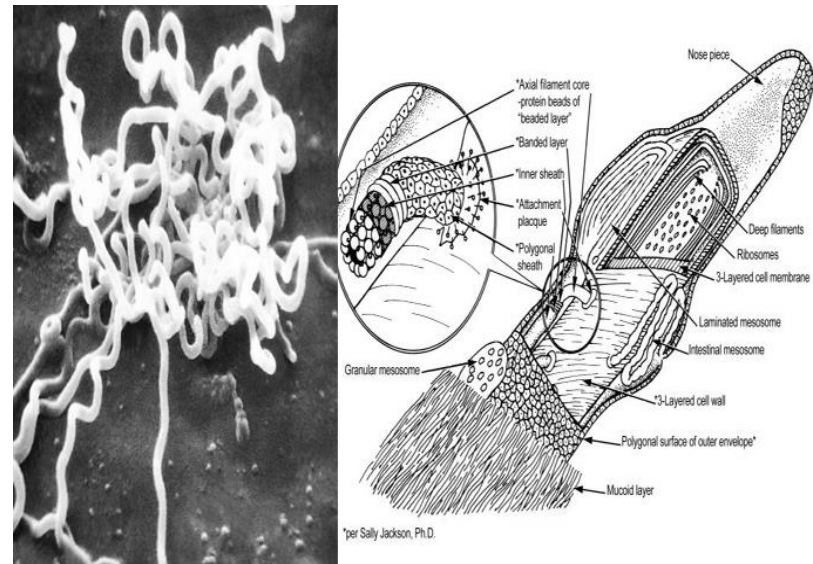 Nose piece
*Axial filament core
-protein beads of
"beaded layer"
*Banded layer
*Inner sheath
*Attachment
placque
*Polygonal
sheath
Deep filaments
Ribosomes
3-Layered cell membrane
Laminated mesosome
Intestinal mesosome
Granular mesosome
*3-Layered cell wall
Polygonal surface of outer envelope*
Mucoid layer
*per Sally Jackson, Ph.D.